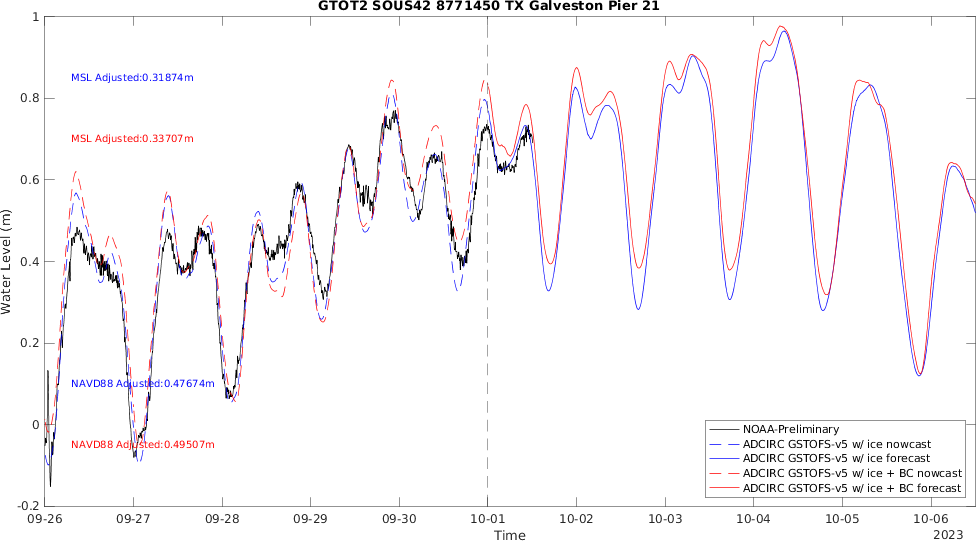 GTOT2 SOUS42 8771450 TX Galveston Pier 21
1
0.8
0.6
0.4
0.2
0
-0.2
Water Level (m)
MSL Adjusted:0.31874m
MSL Adjusted:0.33707m
NAVD88 Adjusted:0.47674m
NAVD88 Adjusted:0.49507m
NOAA-Preliminary
ADCIRC GSTOFS-v5 w/ ice nowcast
ADCIRC GSTOFS-v5 w/ ice forecast
ADCIRC GSTOFS-v5 w/ ice + BC nowcast
ADCIRC GSTOFS-v5 w/ ice + BC forecast
09-26 09-27 09-28 09-29 09-30 10-01 10-02 10-03 10-04 10-05 10-06
Time
2023